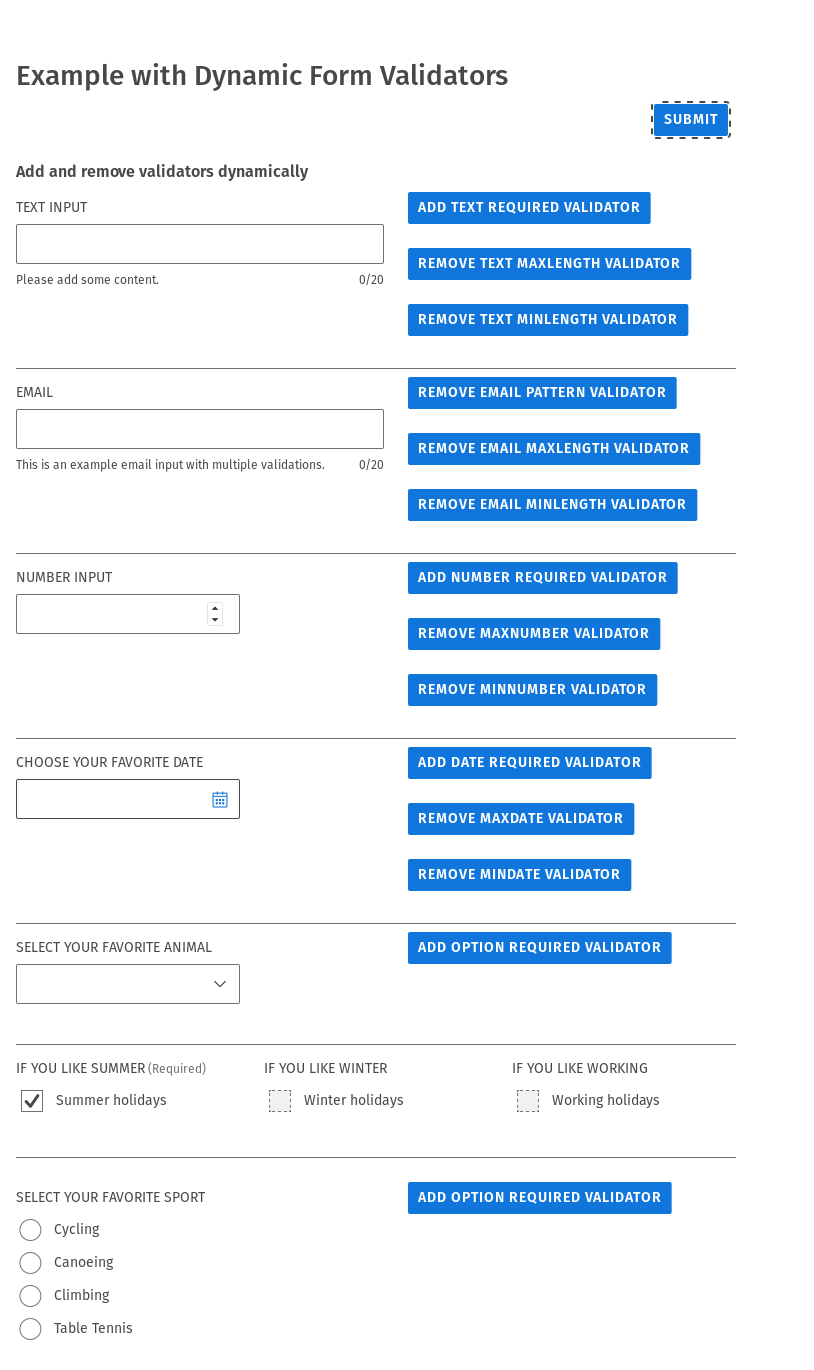 Example with Dynamic Form Validators
SUBMIT
Add and remove validators dynamically
TEXT INPUT
ADD TEXT REQUIRED VALIDATOR
REMOVE TEXT MAXLENGTH VALIDATOR
Please add some content. 0/20
REMOVE TEXT MINLENGTH VALIDATOR
EMAIL
REMOVE EMAIL PATTERN VALIDATOR
REMOVE EMAIL MAXLENGTH VALIDATOR
This is an example email input with multiple validations. 0/20
REMOVE EMAIL MINLENGTH VALIDATOR
NUMBER INPUT
ADD NUMBER REQUIRED VALIDATOR
REMOVE MAXNUMBER VALIDATOR
REMOVE MINNUMBER VALIDATOR
CHOOSE YOUR FAVORITE DATE
ADD DATE REQUIRED VALIDATOR
REMOVE MAXDATE VALIDATOR
REMOVE MINDATE VALIDATOR
SELECT YOUR FAVORITE ANIMAL
ADD OPTION REQUIRED VALIDATOR
IF YOU LIKE SUMMER (Required)
Summer holidays
IF YOU LIKE WINTER
Winter holidays
IF YOU LIKE WORKING
Working holidays
SELECT YOUR FAVORITE SPORT
ADD OPTION REQUIRED VALIDATOR
Cycling
Canoeing
Climbing
Table Tennis